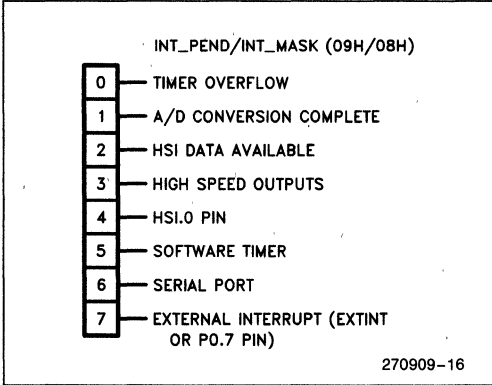 INT_PEND/INT_MASK (09H/08H)
0 TIMER OVERFLOW
1 A/D CONVERSION COMPLETE
2 HSI DATA AVAILABLE
3 HIGH SPEED OUTPUTS
4 HSI.0 PIN
5 SOFTWARE TIMER
6 SERIAL PORT
7 EXTERNAL INTERRUPT (EXTINT
OR P0.7 PIN)
270909-16